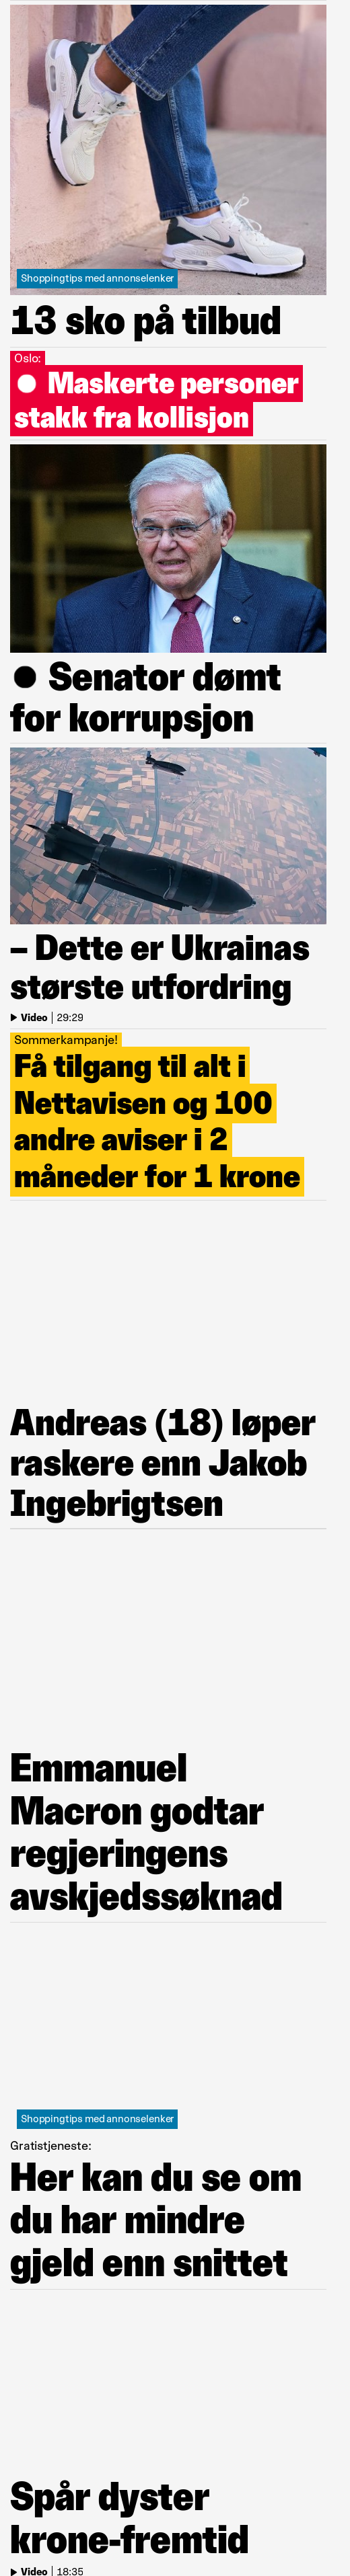 Shoppingtips med annonselenker
13 sko på tilbud
Oslo:
Maskerte personer
stakk fra kollisjon
Senator dømt
for korrupsjon
– Dette er Ukrainas
største utfordring
Video | 29:29
Sommerkampanje!
Få tilgang til alt i
Nettavisen og 100
andre aviser i 2
måneder for 1 krone
Andreas (18) løper
raskere enn Jakob
Ingebrigtsen
Emmanuel
Macron godtar
regjeringens
avskjedssøknad
Shoppingtips med annonselenker
Gratistjeneste:
Her kan du se om
du har mindre
gjeld enn snittet
Spår dyster
krone-fremtid
Video | 18:35